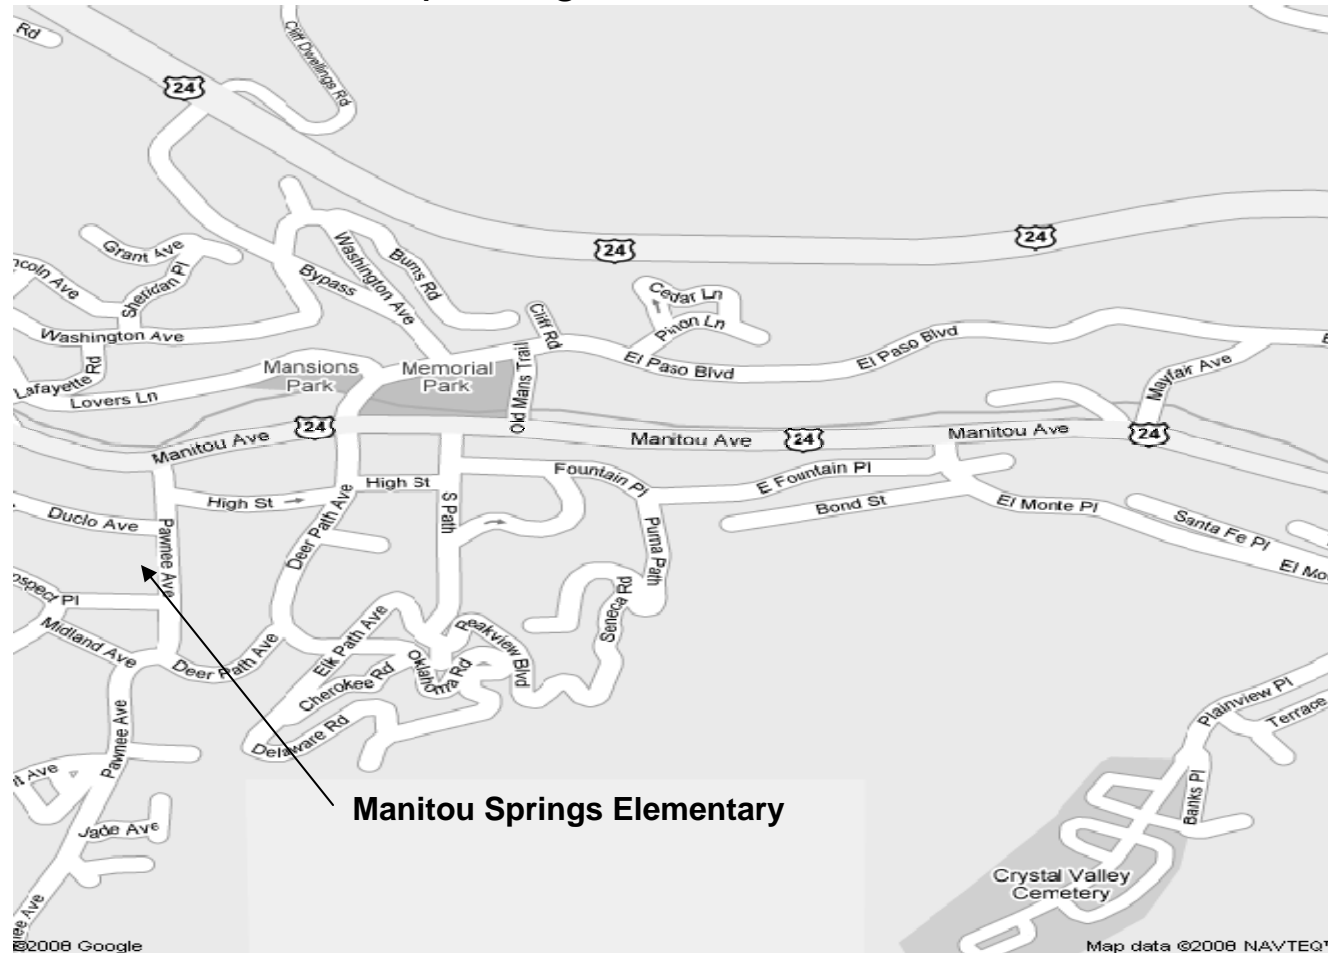 Rd
Cliff Dwellings Rd
24
24
24
Grant Ave
Sheridan Pl
Washington Ave
Burns Rd
Bypass
Cedar Ln
Pinon Ln
Cliff Rd
Washington Ave
El Paso Blvd
El Paso Blvd
Mayfair Ave
Mansions
Park
Memorial
Park
Old Mans Trail
Lafayette Rd
Lovers Ln
Manitou Ave
24
Manitou Ave
24
Manitou Ave
24
High St
High St
Fountain Pl
E Fountain Pl
Bond St
El Monte Pl
Santa Fe Pl
Duclo Ave
Pawnee Ave
Deer Path Ave
S Path
Puma Path
Seneca Rd
Midland Ave
Deer Path Ave
Elk Path Ave
Cherokee Rd
Oklahoma Rd
Peakview Blvd
Delaware Rd
Pawnee Ave
Jade Ave
Plainview Pl
Terrace
Banks Pl
Manitou Springs Elementary
Crystal Valley
Cemetery
©2008 Google
Map data ©2008 NAVTEQ™